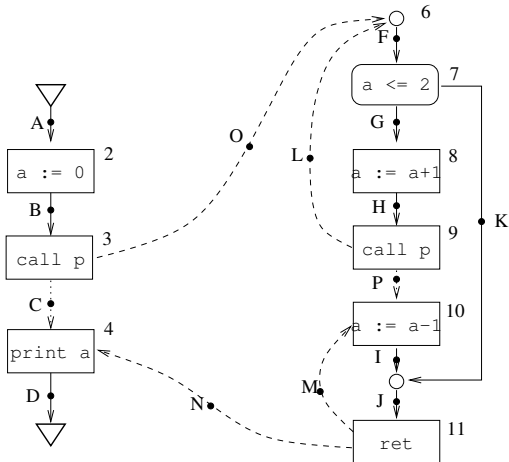 6
F
7
a <= 2
A
G
O
K
2
8
a := 0
L
a := a+1
B
H
3
9
call p
call p
C
P
4
10
print a
a := a−1
I
D
M
J
N
11
ret